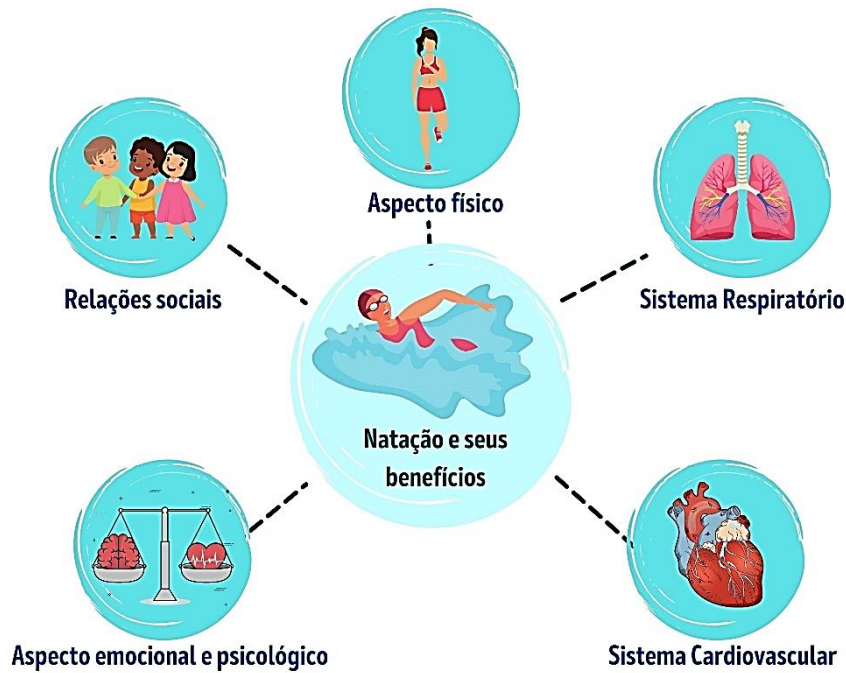 Aspecto físico
Relações sociais
Sistema Respiratório
Natação e seus
benefícios
Aspecto emocional e psicológico
Sistema Cardiovascular